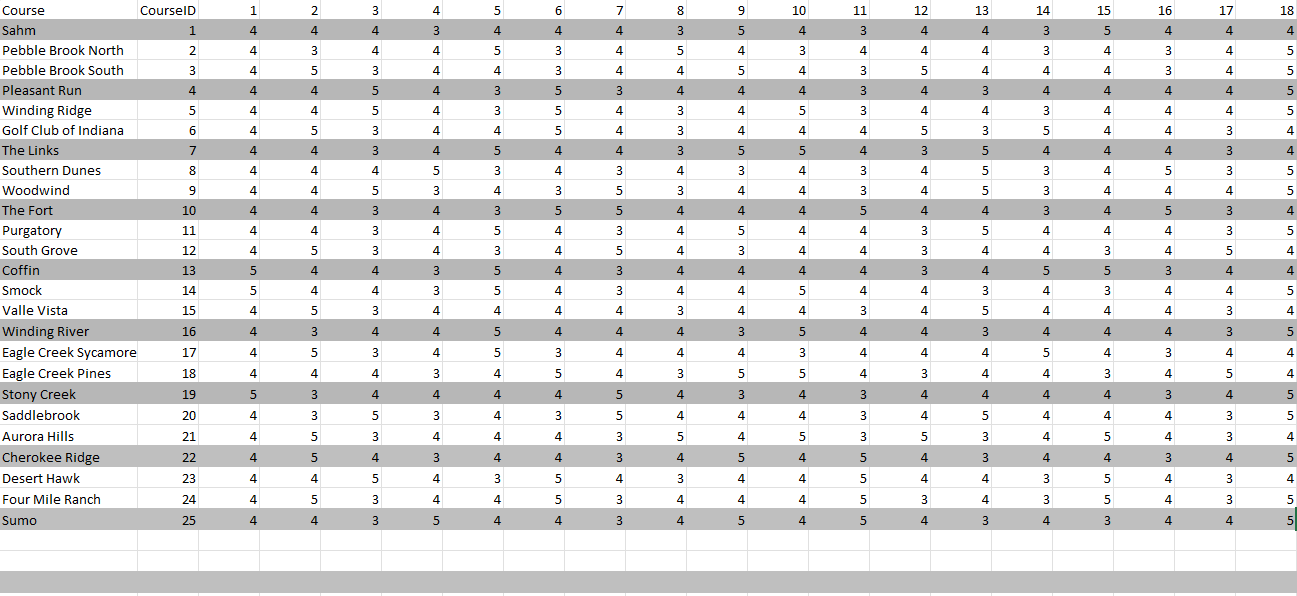 Course CourseID 1 2 3 4 5 6 7 8 9 10 11 12 13 14 15 16 17 18
Sahm 1 4 4 4 3 4 4 4 3 5 4 3 4 4 3 5 4 4 4
Pebble Brook North 2 4 3 4 4 5 3 4 5 4 3 4 4 4 3 4 3 4 5
Pebble Brook South 3 4 5 3 4 4 3 4 4 5 4 3 5 4 4 4 3 4 5
Pleasant Run 4 4 4 5 4 3 5 3 4 4 4 3 4 3 4 4 4 4 5
Winding Ridge 5 4 4 5 4 3 5 4 3 4 5 3 4 4 3 4 4 4 5
Golf Club of Indiana 6 4 5 3 4 4 5 4 3 4 4 4 5 3 5 4 4 3 4
The Links 7 4 4 3 4 5 4 4 3 5 5 4 3 5 4 4 4 3 4
Southern Dunes 8 4 4 4 5 3 4 3 4 3 4 3 4 5 3 4 5 3 5
Woodwind 9 4 4 5 3 4 3 5 3 4 4 3 4 5 3 4 4 4 5
The Fort 10 4 4 3 4 3 5 5 4 4 4 5 4 4 3 4 5 3 4
Purgatory 11 4 4 3 4 5 4 3 4 5 4 4 3 5 4 4 4 3 5
South Grove 12 4 5 3 4 3 4 5 4 3 4 4 3 4 4 3 4 5 4
Coffin 13 5 4 4 3 5 4 3 4 4 4 4 3 4 5 5 3 4 4
Smock 14 5 4 4 3 5 4 3 4 4 5 4 4 3 4 3 4 4 5
Valle Vista 15 4 5 3 4 4 4 4 3 4 4 3 4 5 4 4 4 3 4
Winding River 16 4 3 4 4 5 4 4 4 3 5 4 4 3 4 4 4 3 5
Eagle Creek Sycamore 17 4 5 3 4 5 3 4 4 4 3 4 4 4 5 4 3 4 4
Eagle Creek Pines 18 4 4 4 3 4 5 4 3 5 5 4 3 4 4 3 4 5 4
Stony Creek 19 5 3 4 4 4 4 5 4 3 4 3 4 4 4 4 3 4 5
Saddlebrook 20 4 3 5 3 4 3 5 4 4 4 3 4 5 4 4 4 3 5
Aurora Hills 21 4 5 3 4 4 4 3 5 4 5 3 5 3 4 5 4 3 4
Cherokee Ridge 22 4 5 4 3 4 4 3 4 5 4 5 4 3 4 4 3 4 5
Desert Hawk 23 4 4 5 4 3 5 4 3 4 4 5 4 4 3 5 4 3 4
Four Mile Ranch 24 4 5 3 4 4 5 3 4 4 4 5 3 4 3 5 4 3 5
Sumo 25 4 4 3 5 4 4 3 4 5 4 5 4 3 4 3 4 4 5